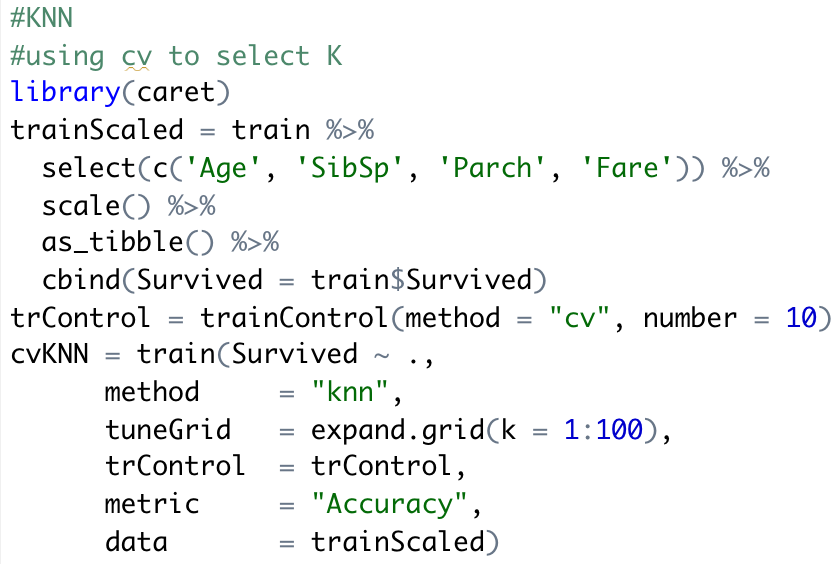 #KNN
#using cv to select K
library(caret)
trainScaled = train %>%
  select(c('Age', 'SibSp', 'Parch', 'Fare')) %>%
  scale() %>%
  as_tibble() %>%
  cbind(Survived = train$Survived)
trControl = trainControl(method = "cv", number = 10)
cvKNN = train(Survived ~ .,
      method     = "knn",
      tuneGrid   = expand.grid(k = 1:100),
      trControl  = trControl,
      metric     = "Accuracy",
      data       = trainScaled)